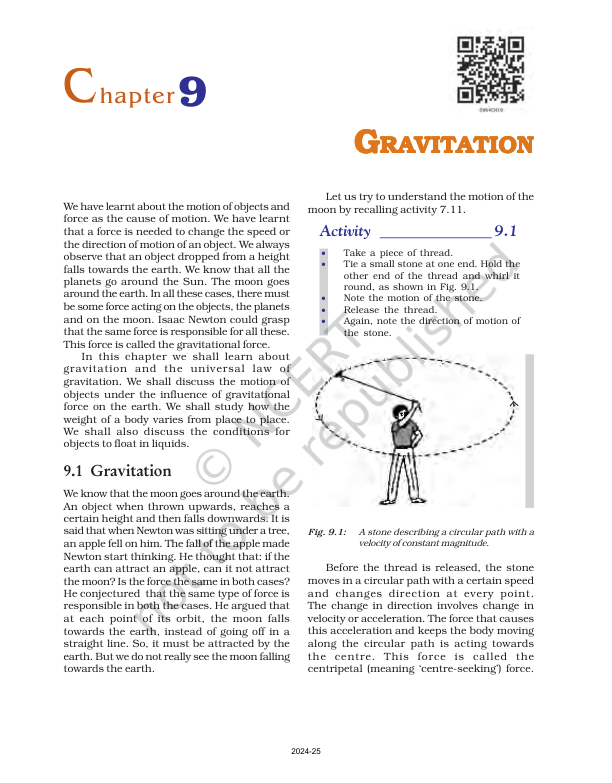 Chapter 9
0964CH10
GRAVITATION
We have learnt about the motion of objects and
force as the cause of motion. We have learnt
that a force is needed to change the speed or
the direction of motion of an object. We always
observe that an object dropped from a height
falls towards the earth. We know that all the
planets go around the Sun. The moon goes
around the earth. In all these cases, there must
be some force acting on the objects, the planets
and on the moon. Isaac Newton could grasp
that the same force is responsible for all these.
This force is called the gravitational force.
In this chapter we shall learn about
gravitation and the universal law of
gravitation. We shall discuss the motion of
objects under the influence of gravitational
force on the earth. We shall study how the
weight of a body varies from place to place.
We shall also discuss the conditions for
objects to float in liquids.
9.1 Gravitation
We know that the moon goes around the earth.
An object when thrown upwards, reaches a
certain height and then falls downwards. It is
said that when Newton was sitting under a tree,
an apple fell on him. The fall of the apple made
Newton start thinking. He thought that: if the
earth can attract an apple, can it not attract
the moon? Is the force the same in both cases?
He conjectured that the same type of force is
responsible in both the cases. He argued that
at each point of its orbit, the moon falls
towards the earth, instead of going off in a
straight line. So, it must be attracted by the
earth. But we do not really see the moon falling
towards the earth.
Let us try to understand the motion of the
moon by recalling activity 7.11.
Activity ______________ 9.1
• Take a piece of thread.
• Tie a small stone at one end. Hold the
other end of the thread and whirl it
round, as shown in Fig. 9.1.
• Note the motion of the stone.
• Release the thread.
• Again, note the direction of motion of
the stone.
Fig. 9.1: A stone describing a circular path with a
velocity of constant magnitude.
Before the thread is released, the stone
moves in a circular path with a certain speed
and changes direction at every point.
The change in direction involves change in
velocity or acceleration. The force that causes
this acceleration and keeps the body moving
along the circular path is acting towards
the centre. This force is called the
centripetal (meaning 'centre-seeking') force.
© NCERT
not to be republished
2024-25